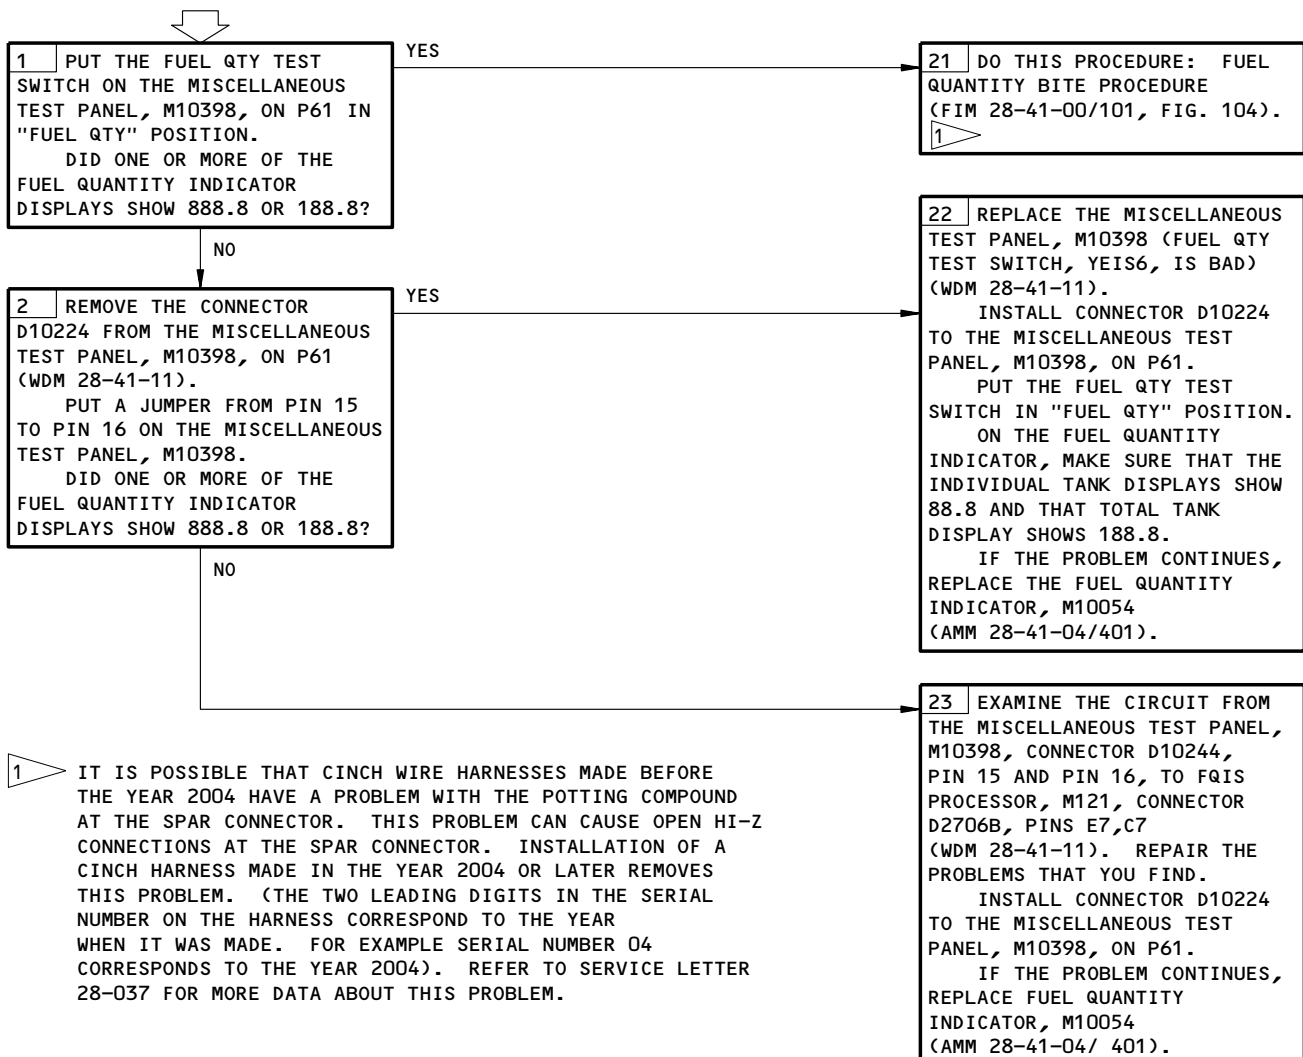 1 PUT THE FUEL QTY TEST
SWITCH ON THE MISCELLANEOUS
TEST PANEL, M10398, ON P61 IN
"FUEL QTY" POSITION.
DID ONE OR MORE OF THE
FUEL QUANTITY INDICATOR
DISPLAYS SHOW 888.8 OR 188.8?
YES
NO
21 DO THIS PROCEDURE: FUEL
QUANTITY BITE PROCEDURE
(FIM 28-41-00/101, FIG. 104).
1
2 REMOVE THE CONNECTOR
D10224 FROM THE MISCELLANEOUS
TEST PANEL, M10398, ON P61
(WDM 28-41-11).
PUT A JUMPER FROM PIN 15
TO PIN 16 ON THE MISCELLANEOUS
TEST PANEL, M10398.
DID ONE OR MORE OF THE
FUEL QUANTITY INDICATOR
DISPLAYS SHOW 888.8 OR 188.8?
YES
NO
22 REPLACE THE MISCELLANEOUS
TEST PANEL, M10398 (FUEL QTY
TEST SWITCH, YEIS6, IS BAD)
(WDM 28-41-11).
INSTALL CONNECTOR D10224
TO THE MISCELLANEOUS TEST
PANEL, M10398, ON P61.
PUT THE FUEL QTY TEST
SWITCH IN "FUEL QTY" POSITION.
ON THE FUEL QUANTITY
INDICATOR, MAKE SURE THAT THE
INDIVIDUAL TANK DISPLAYS SHOW
88.8 AND THAT TOTAL TANK
DISPLAY SHOWS 188.8.
IF THE PROBLEM CONTINUES,
REPLACE THE FUEL QUANTITY
INDICATOR, M10054
(AMM 28-41-04/401).
23 EXAMINE THE CIRCUIT FROM
THE MISCELLANEOUS TEST PANEL,
M10398, CONNECTOR D10244,
PIN 15 AND PIN 16, TO FQIS
PROCESSOR, M121, CONNECTOR
D2706B, PINS E7,C7
(WDM 28-41-11). REPAIR THE
PROBLEMS THAT YOU FIND.
INSTALL CONNECTOR D10224
TO THE MISCELLANEOUS TEST
PANEL, M10398, ON P61.
IF THE PROBLEM CONTINUES,
REPLACE FUEL QUANTITY
INDICATOR, M10054
(AMM 28-41-04/ 401).
1 IT IS POSSIBLE THAT CINCH WIRE HARNESSES MADE BEFORE
THE YEAR 2004 HAVE A PROBLEM WITH THE POTTING COMPOUND
AT THE SPAR CONNECTOR. THIS PROBLEM CAN CAUSE OPEN HI-Z
CONNECTIONS AT THE SPAR CONNECTOR. INSTALLATION OF A
CINCH HARNESS MADE IN THE YEAR 2004 OR LATER REMOVES
THIS PROBLEM. (THE TWO LEADING DIGITS IN THE SERIAL
NUMBER ON THE HARNESS CORRESPOND TO THE YEAR
WHEN IT WAS MADE. FOR EXAMPLE SERIAL NUMBER 04
CORRESPONDS TO THE YEAR 2004). REFER TO SERVICE LETTER
28-037 FOR MORE DATA ABOUT THIS PROBLEM.